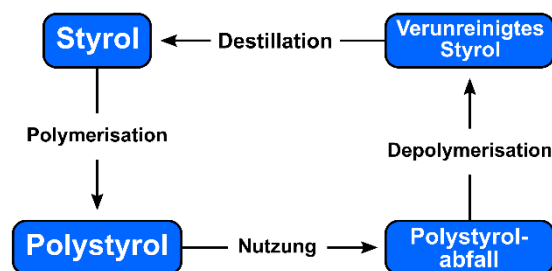 Styrol
Destillation
Verunreinigtes
Styrol
Polymerisation
Depolymerisation
Polystyrol
Nutzung
Polystyrol-
abfall